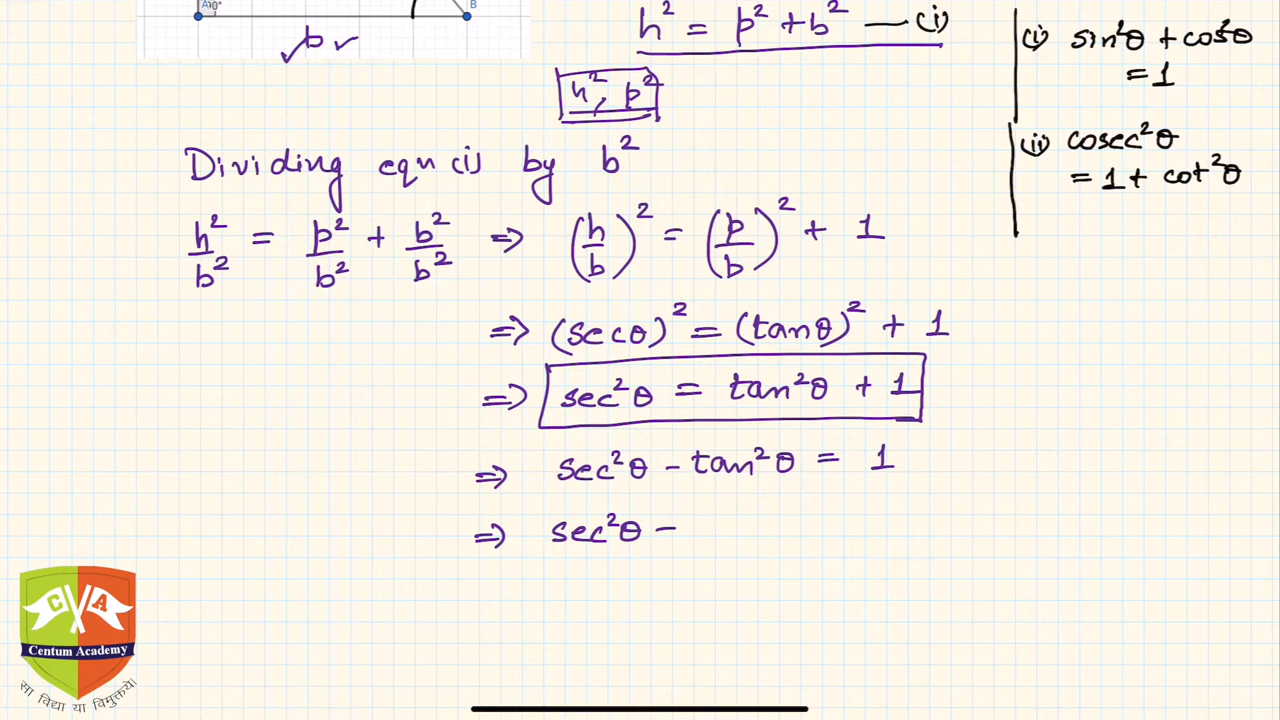 A 90° B
b
h² = p² + b² — (i)
h², p²
Dividing eqn (i) by b²
h²/b² = p²/b² + b²/b² ⇒ (h/b)² = (p/b)² + 1
⇒ (secθ)² = (tanθ)² + 1
⇒ sec²θ = tan²θ + 1
⇒ sec²θ - tan²θ = 1
⇒ sec²θ -
(i) sin²θ + cos²θ
= 1
(ii) cosec²θ
= 1 + cot²θ
C A
Centum Academy
सा विद्या या विमुक्तये।